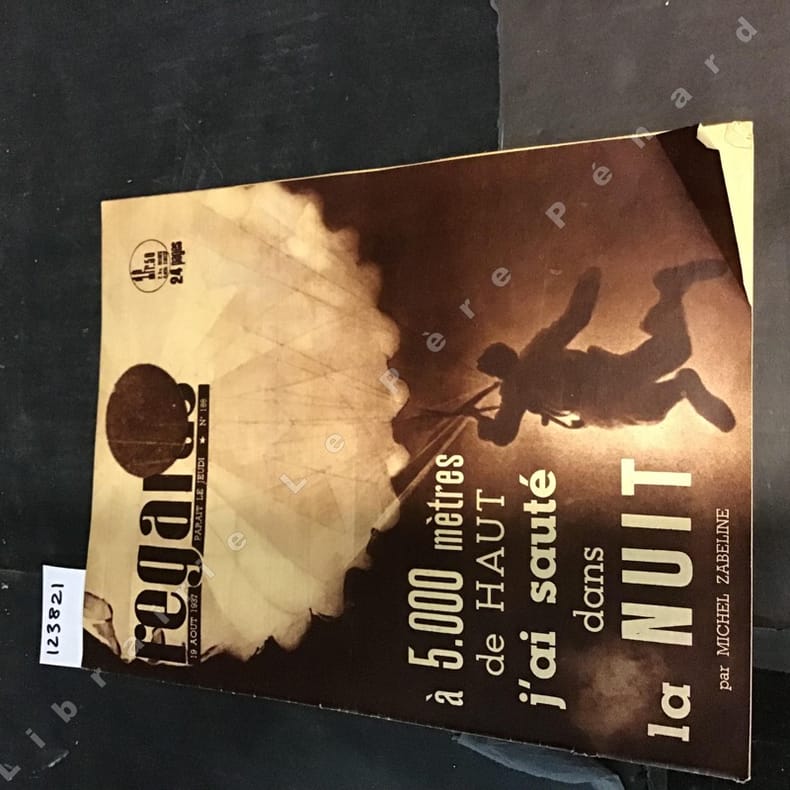 123821
regards
19 AOUT 1937 PARAIT LE JEUDI ★ N° 188
24 pages
à 5.000 mètres
de HAUT
j'ai sauté
dans
la NUIT
par MICHEL ZABELINE
Librairie Le Père Pénard